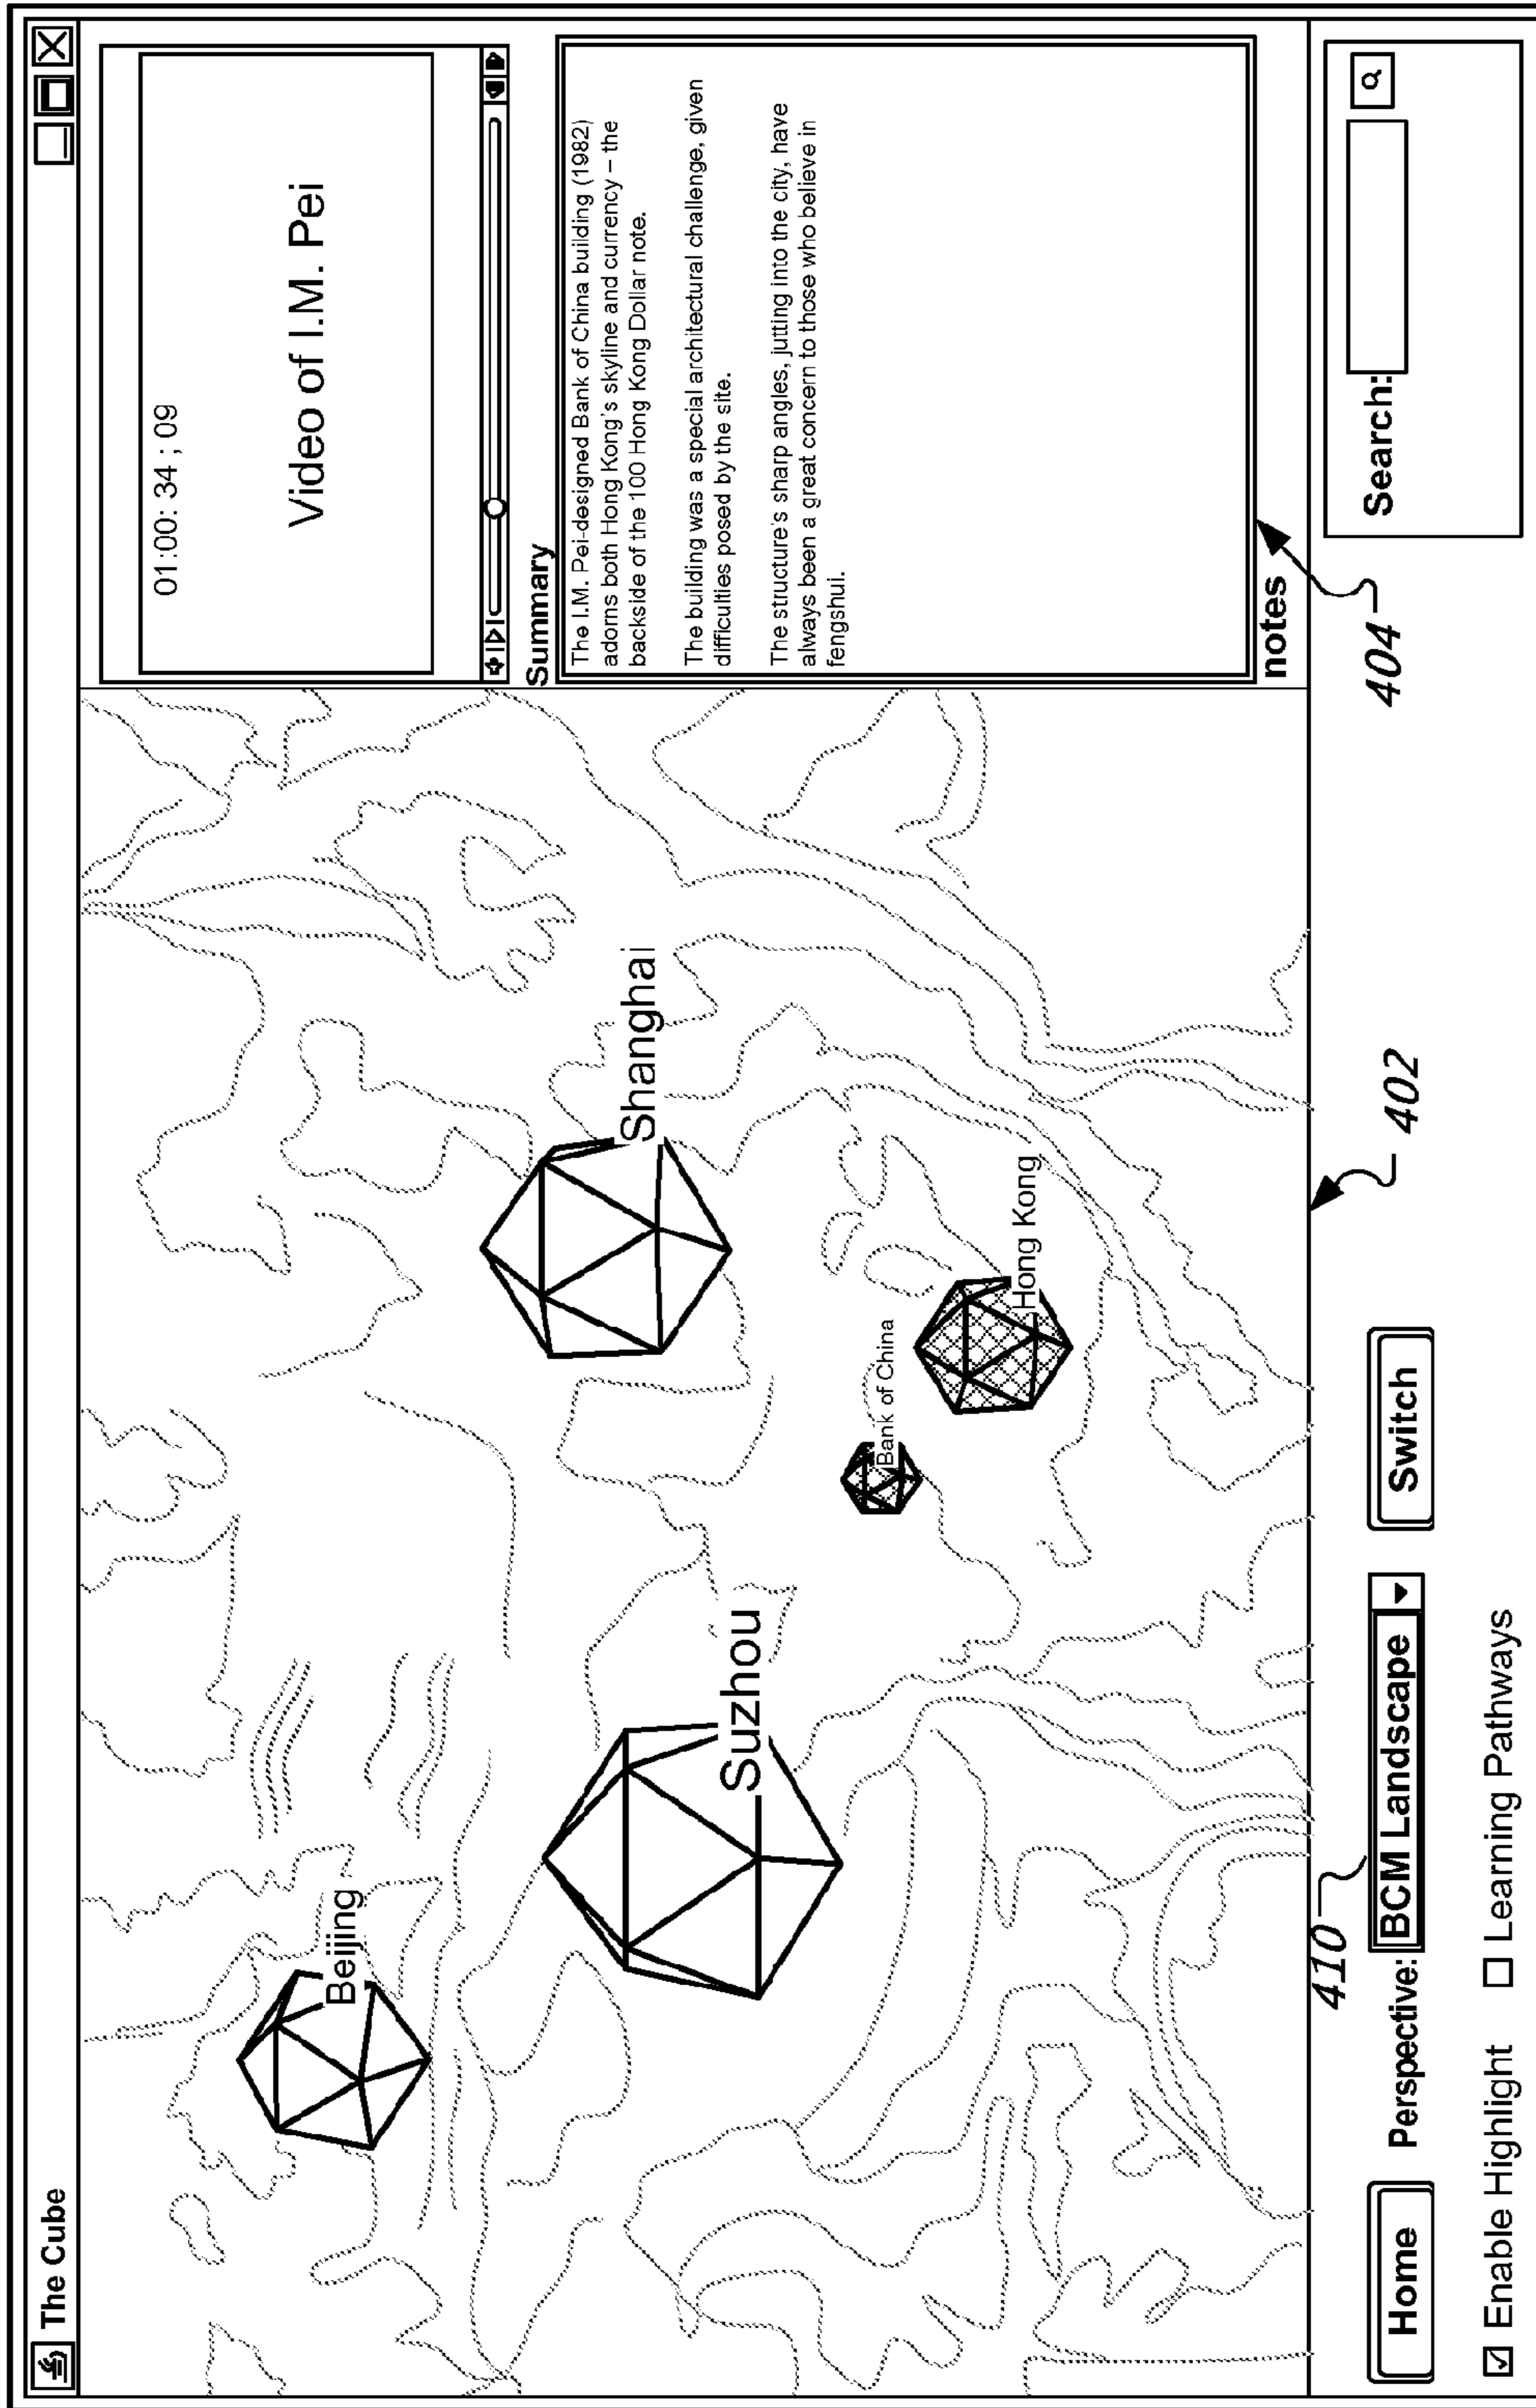 The Cube
Beijing
Suzhou
Shanghai
Bank of China
Hong Kong
01:00: 34 ; 09
Video of I.M. Pei
Summary
The I.M. Pei-designed Bank of China building (1982)
adorns both Hong Kong's skyline and currency – the
backside of the 100 Hong Kong Dollar note.
The building was a special architectural challenge, given
difficulties posed by the site.
The structure's sharp angles, jutting into the city, have
always been a great concern to those who believe in
fengshui.
notes
404
402
410
Home Perspective: BCM Landscape Switch
Search:
Enable Highlight Learning Pathways